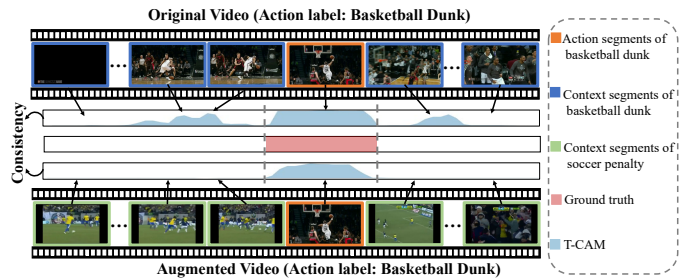 Original Video (Action label: Basketball Dunk)
Action segments of
basketball dunk
Context segments of
basketball dunk
Context segments of
soccer penalty
Ground truth
T-CAM
Consistency
Augmented Video (Action label: Basketball Dunk)